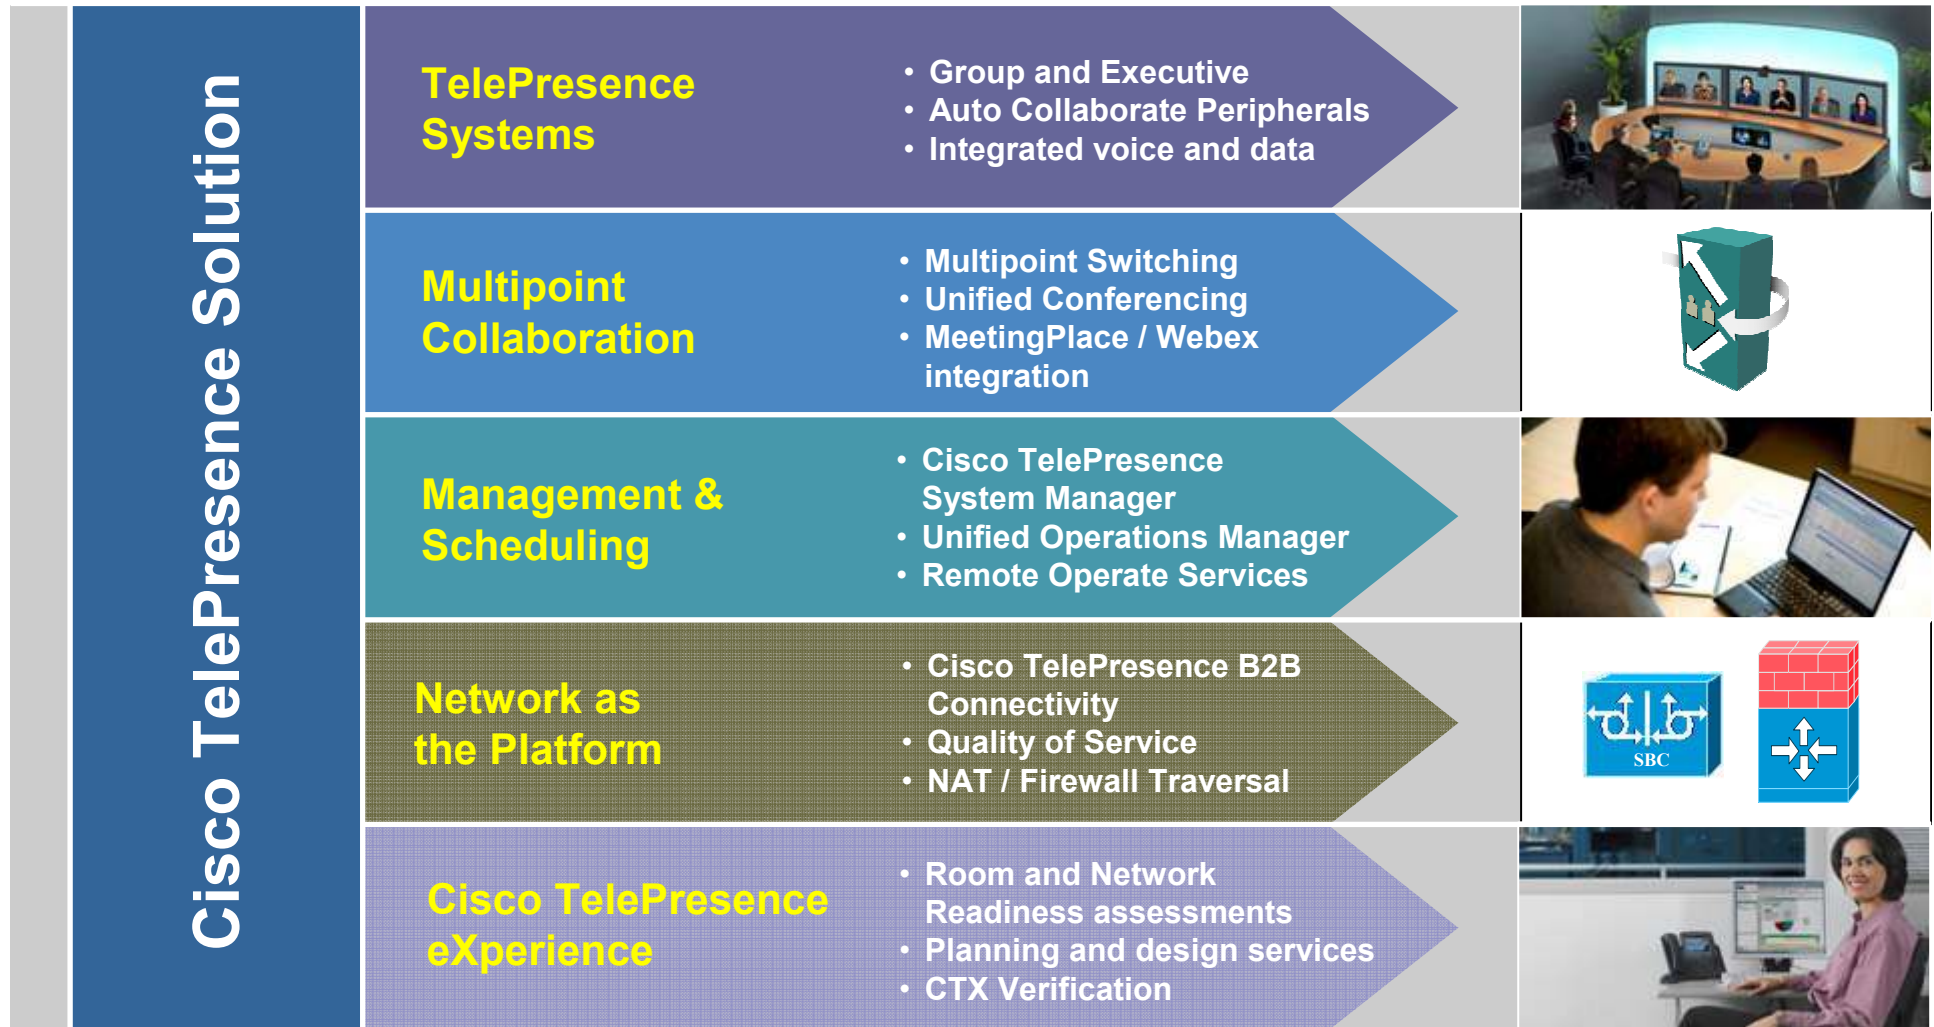 Cisco TelePresence Solution
TelePresence
Systems
• Group and Executive
• Auto Collaborate Peripherals
• Integrated voice and data
Multipoint
Collaboration
• Multipoint Switching
• Unified Conferencing
• MeetingPlace / Webex
integration
Management &
Scheduling
• Cisco TelePresence
System Manager
• Unified Operations Manager
• Remote Operate Services
Network as
the Platform
• Cisco TelePresence B2B
Connectivity
• Quality of Service
• NAT / Firewall Traversal
SBC
Cisco TelePresence
eXperience
• Room and Network
Readiness assessments
• Planning and design services
• CTX Verification